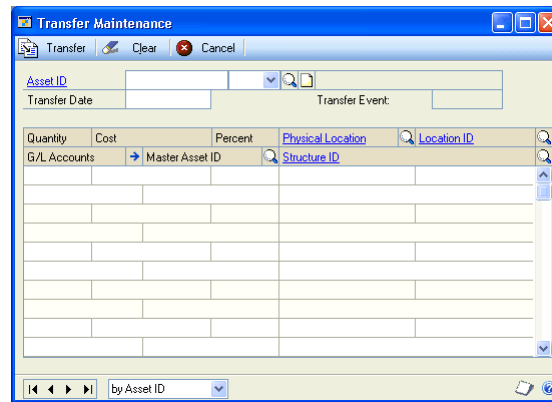 Transfer Maintenance
Transfer Clear Cancel
Asset ID
Transfer Date Transfer Event:
Quantity Cost Percent Physical Location Location ID
G/L Accounts Master Asset ID Structure ID
by Asset ID